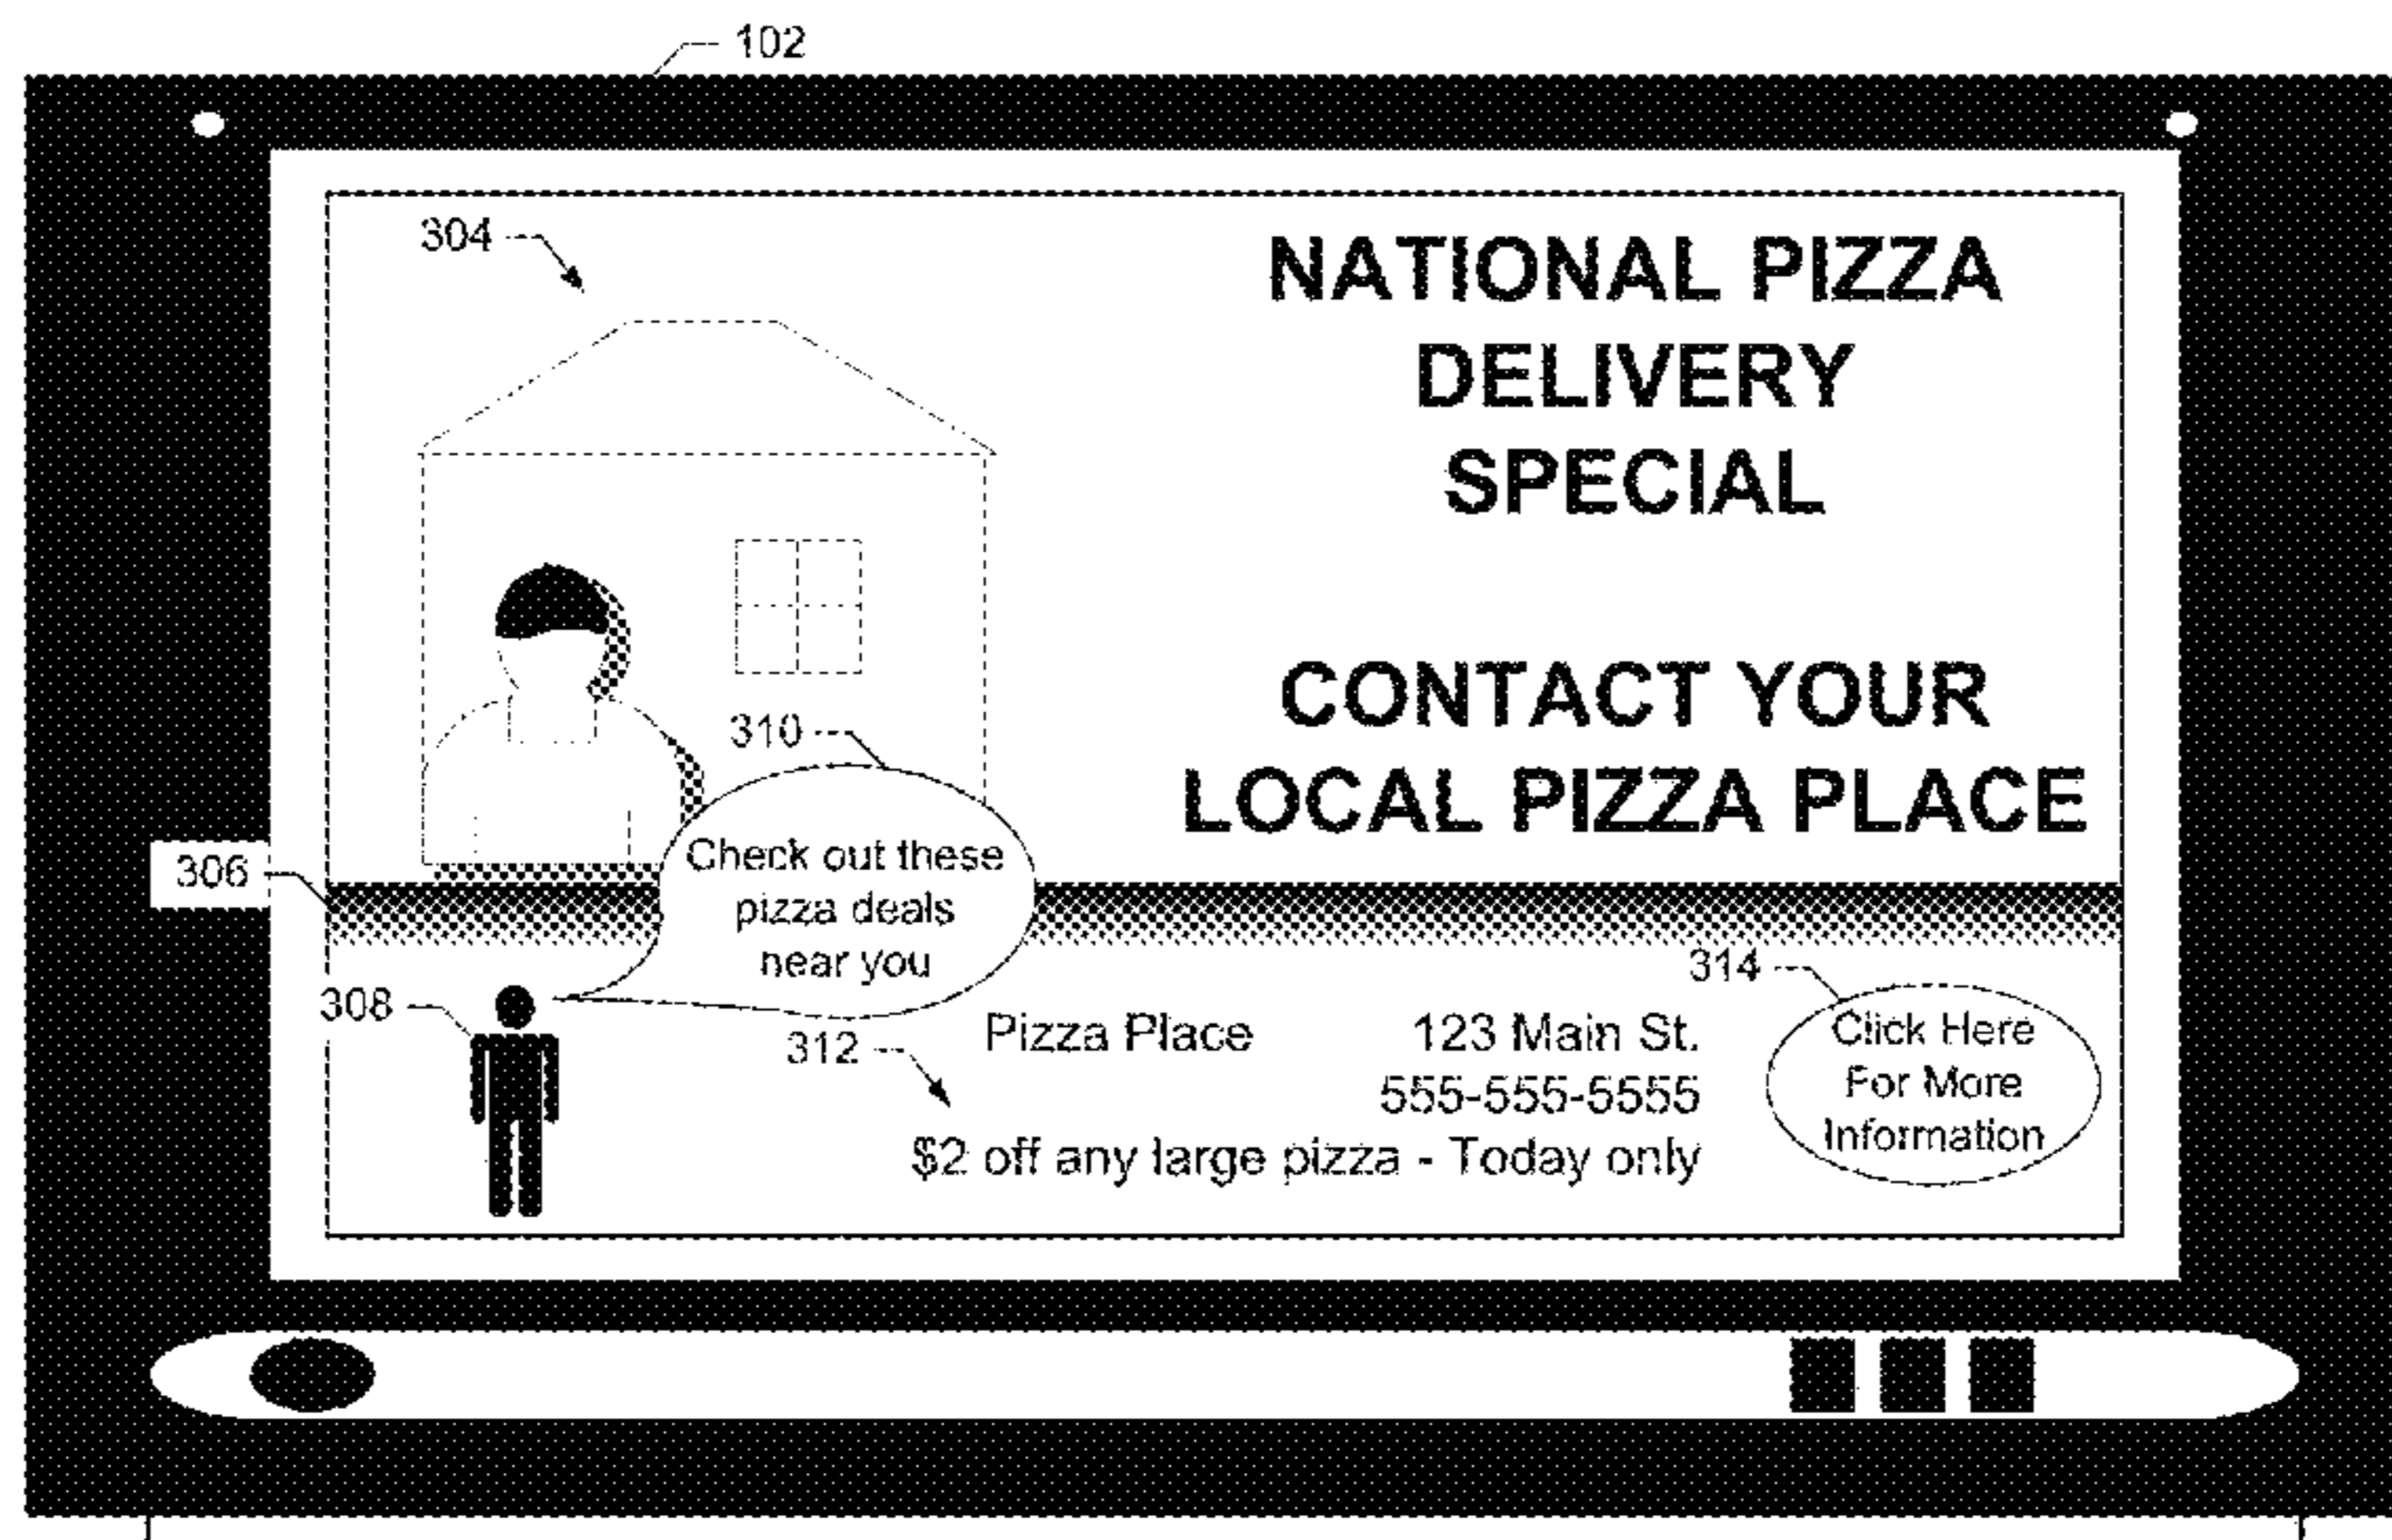 102
304
NATIONAL PIZZA
DELIVERY
SPECIAL
CONTACT YOUR
LOCAL PIZZA PLACE
310
Check out these
pizza deals
near you
306
308
312
314
Pizza Place 123 Main St.
555-555-5555
$2 off any large pizza - Today only
Click Here
For More
Information